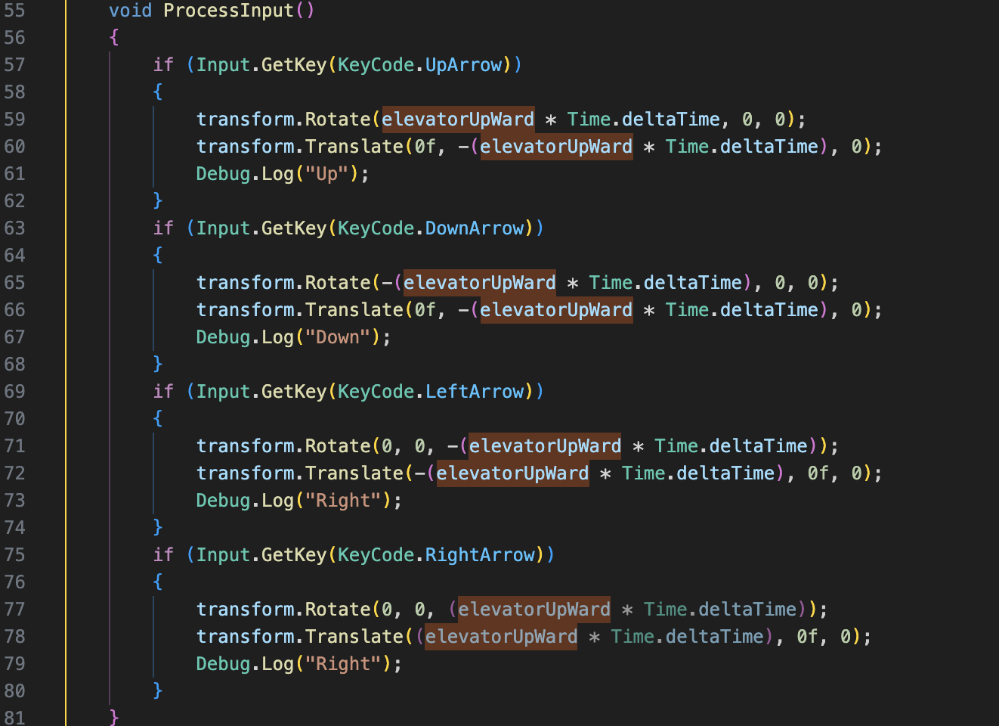 55 void ProcessInput()
56 {
57 if (Input.GetKey(KeyCode.UpArrow))
58 {
59 transform.Rotate(elevatorUpWard * Time.deltaTime, 0, 0);
60 transform.Translate(0f, -(elevatorUpWard * Time.deltaTime), 0);
61 Debug.Log("Up");
62 }
63 if (Input.GetKey(KeyCode.DownArrow))
64 {
65 transform.Rotate(-(elevatorUpWard * Time.deltaTime), 0, 0);
66 transform.Translate(0f, -(elevatorUpWard * Time.deltaTime), 0);
67 Debug.Log("Down");
68 }
69 if (Input.GetKey(KeyCode.LeftArrow))
70 {
71 transform.Rotate(0, 0, -(elevatorUpWard * Time.deltaTime));
72 transform.Translate(-(elevatorUpWard * Time.deltaTime), 0f, 0);
73 Debug.Log("Right");
74 }
75 if (Input.GetKey(KeyCode.RightArrow))
76 {
77 transform.Rotate(0, 0, (elevatorUpWard * Time.deltaTime));
78 transform.Translate((elevatorUpWard * Time.deltaTime), 0f, 0);
79 Debug.Log("Right");
80 }
81 }